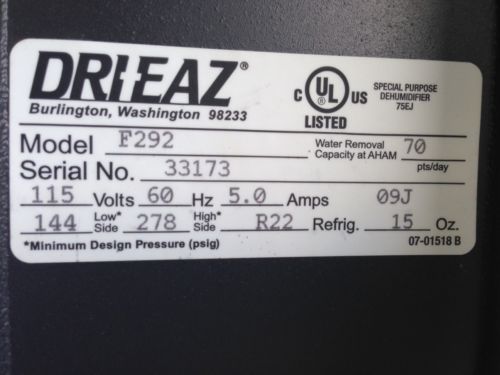 DRI-EAZ®
Burlington, Washington 98233
C UL® US
LISTED
SPECIAL PURPOSE
DEHUMIDIFIER
75EJ
Model F292
Water Removal
Capacity at AHAM 70
pts/day
Serial No. 33173
115 Volts 60 Hz 5.0 Amps 09J
144 Low* Side 278 High* Side R22 Refrig. 15 Oz.
*Minimum Design Pressure (psig)
07-01518 B